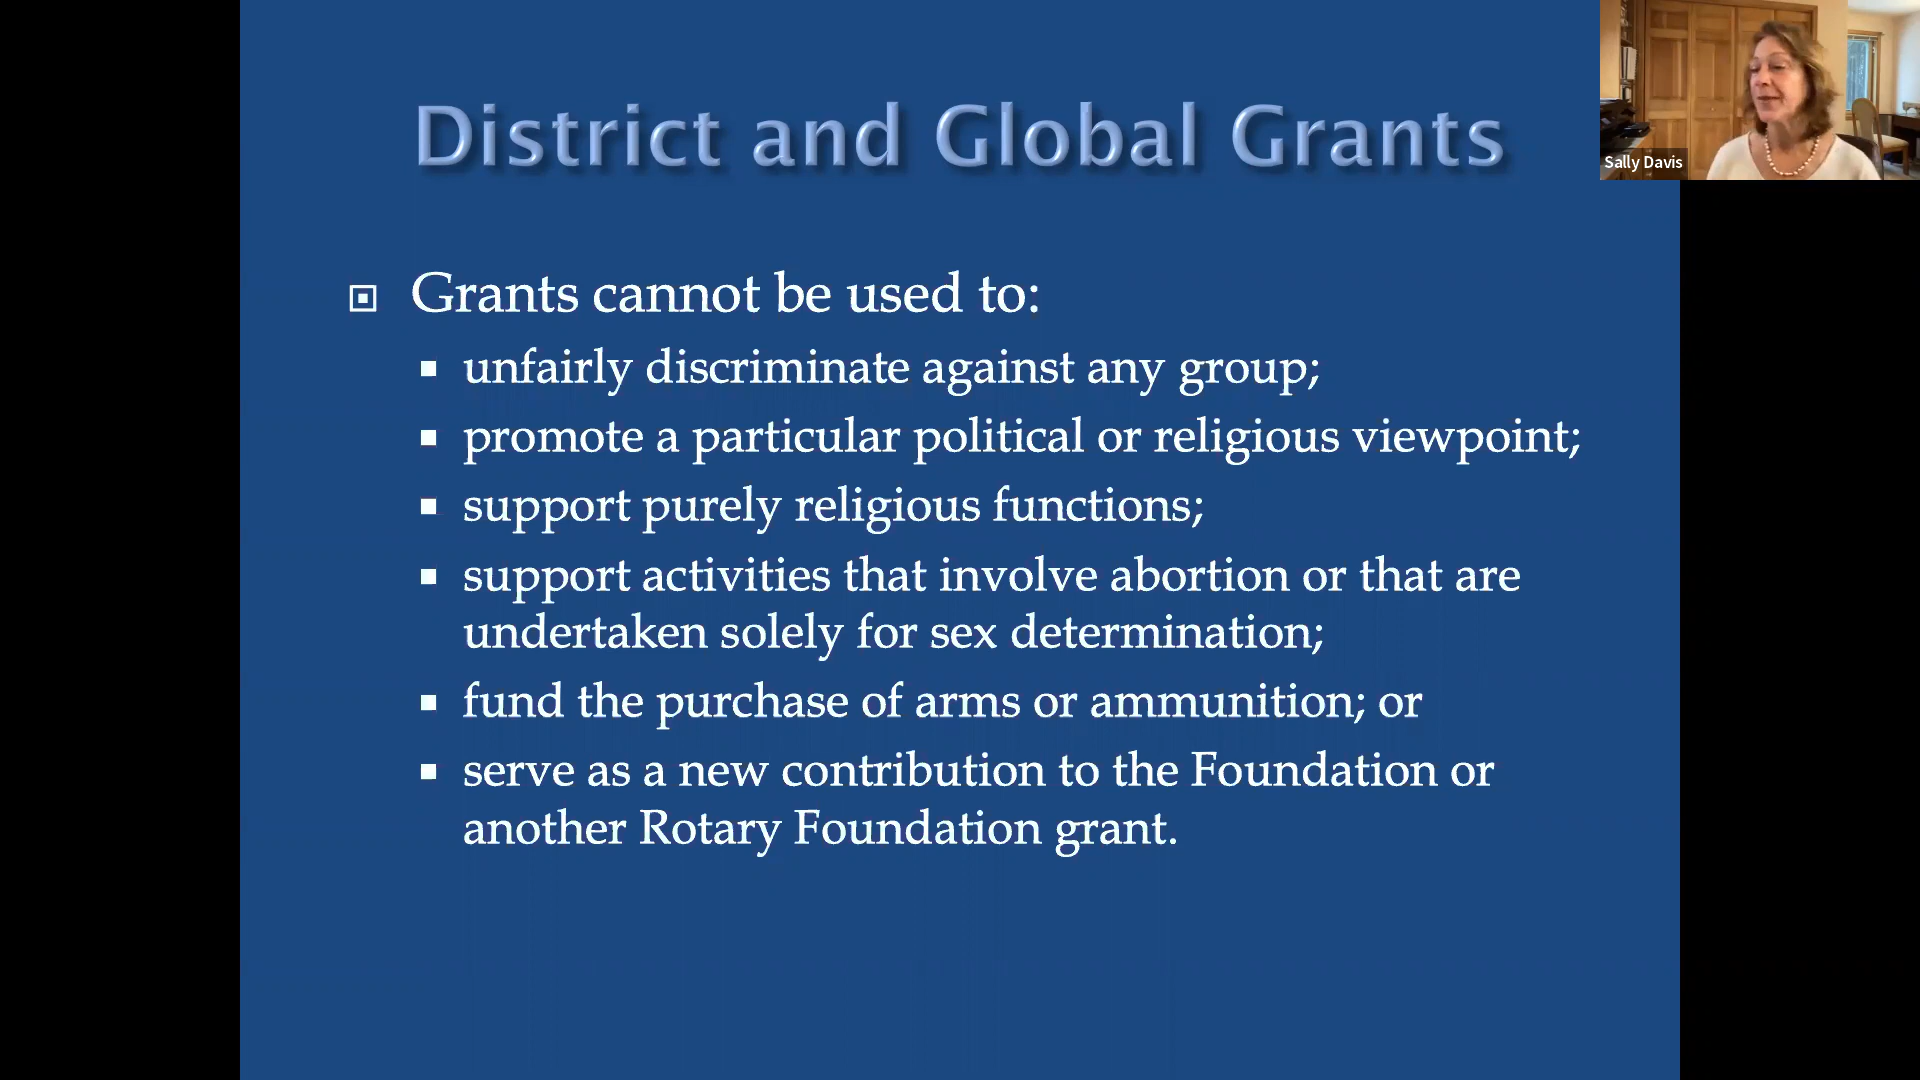 District and Global Grants
Sally Davis
Grants cannot be used to:
unfairly discriminate against any group;
promote a particular political or religious viewpoint;
support purely religious functions;
support activities that involve abortion or that are
undertaken solely for sex determination;
fund the purchase of arms or ammunition; or
serve as a new contribution to the Foundation or
another Rotary Foundation grant.